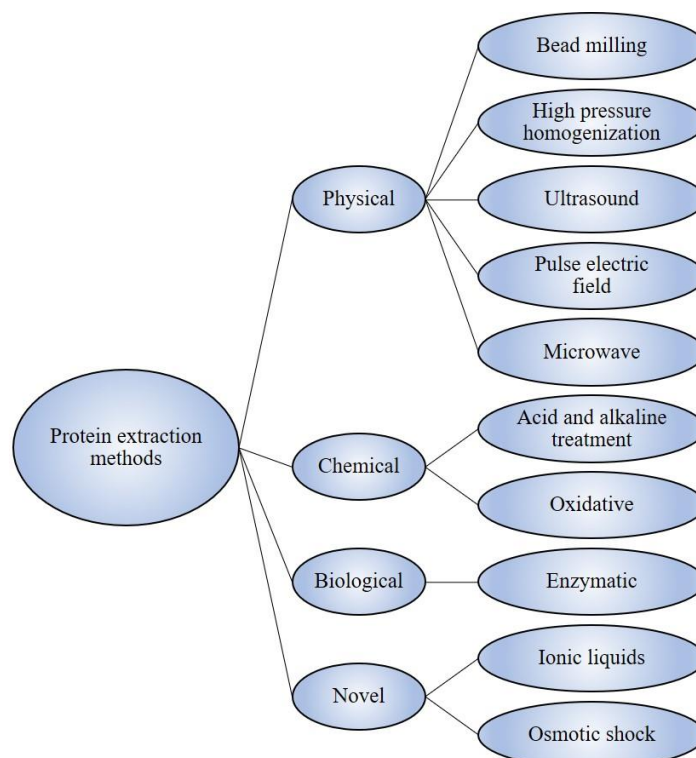 Protein extraction
methods
Physical
Bead milling
High pressure
homogenization
Ultrasound
Pulse electric
field
Microwave
Chemical
Acid and alkaline
treatment
Oxidative
Biological
Enzymatic
Novel
Ionic liquids
Osmotic shock